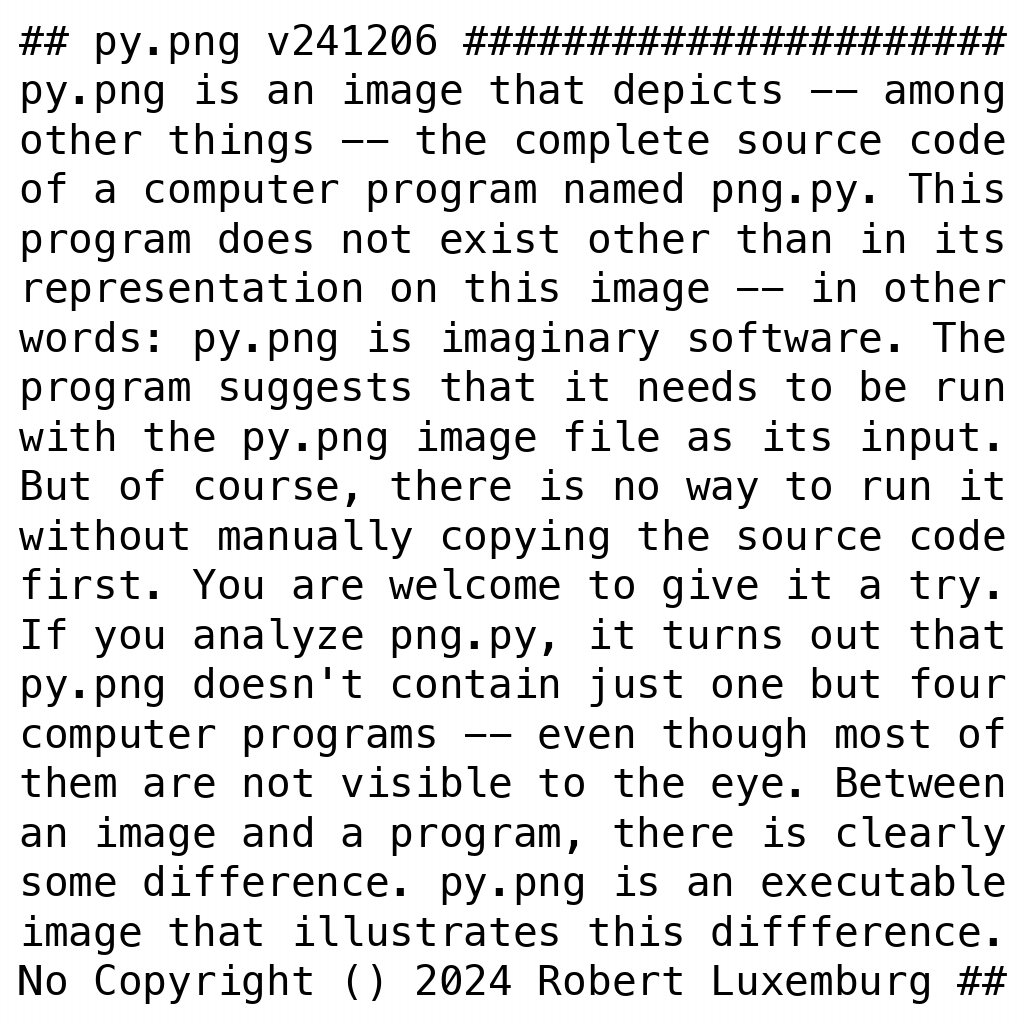 ## py.png v241206 ######################
py.png is an image that depicts -- among
other things -- the complete source code
of a computer program named png.py. This
program does not exist other than in its
representation on this image -- in other
words: py.png is imaginary software. The
program suggests that it needs to be run
with the py.png image file as its input.
But of course, there is no way to run it
without manually copying the source code
first. You are welcome to give it a try.
If you analyze png.py, it turns out that
py.png doesn't contain just one but four
computer programs -- even though most of
them are not visible to the eye. Between
an image and a program, there is clearly
some difference. py.png is an executable
image that illustrates this diffference.
No Copyright () 2024 Robert Luxemburg ##